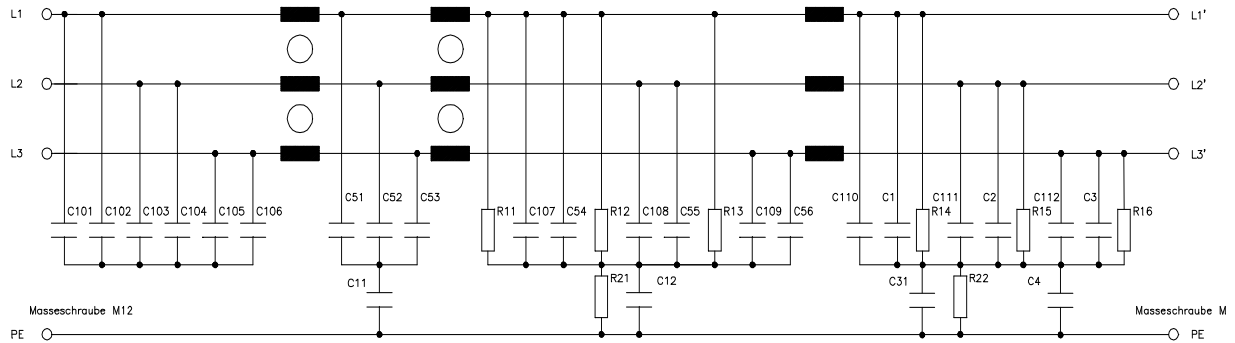 L1
L1'
L2
L2'
L3
L3'
C101
C102
C103
C104
C105
C106
C51
C52
C53
R11
C107
C54
R12
C108
C55
R13
C109
C56
C110
C1
R14
C111
C2
R15
C112
C3
R16
C11
R21
C12
C31
R22
C4
Masseschraube M12
Masseschraube M
PE
PE